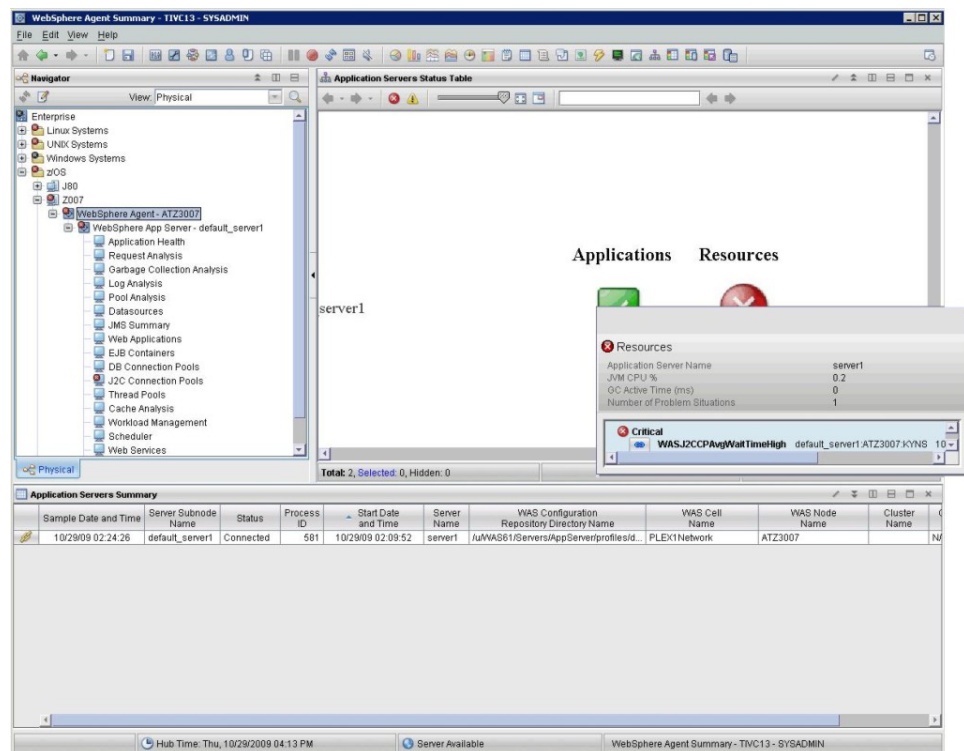 WebSphere Agent Summary - TIVC13 - SYSADMIN
File Edit View Help
Navigator
View: Physical
Enterprise
Linux Systems
UNIX Systems
Windows Systems
z/OS
J80
Z007
WebSphere Agent - ATZ3007
WebSphere App Server - default_server1
Application Health
Request Analysis
Garbage Collection Analysis
Log Analysis
Pool Analysis
Datasources
JMS Summary
Web Applications
EJB Containers
DB Connection Pools
J2C Connection Pools
Thread Pools
Cache Analysis
Workload Management
Scheduler
Web Services
Physical
Application Servers Status Table
Applications Resources
server1
Resources
Application Server Name server1
JVM CPU % 0.2
GC Active Time (ms) 0
Number of Problem Situations 1
Critical
WASJ2CCPAvgWaitTimeHigh default_server1:ATZ3007:KYNS 10
Total: 2, Selected: 0, Hidden: 0
Application Servers Summary
Sample Date and Time Server Subnode Name Status Process ID Start Date and Time Server Name WAS Configuration Repository Directory Name WAS Cell Name WAS Node Name Cluster Name
10/29/09 02:24:26 default_server1 Connected 581 10/29/09 02:09:52 server1 /u/WAS61/Servers/AppServer/profiles/d... PLEX1Network ATZ3007 N/
Hub Time: Thu, 10/29/2009 04:13 PM Server Available WebSphere Agent Summary - TIVC13 - SYSADMIN